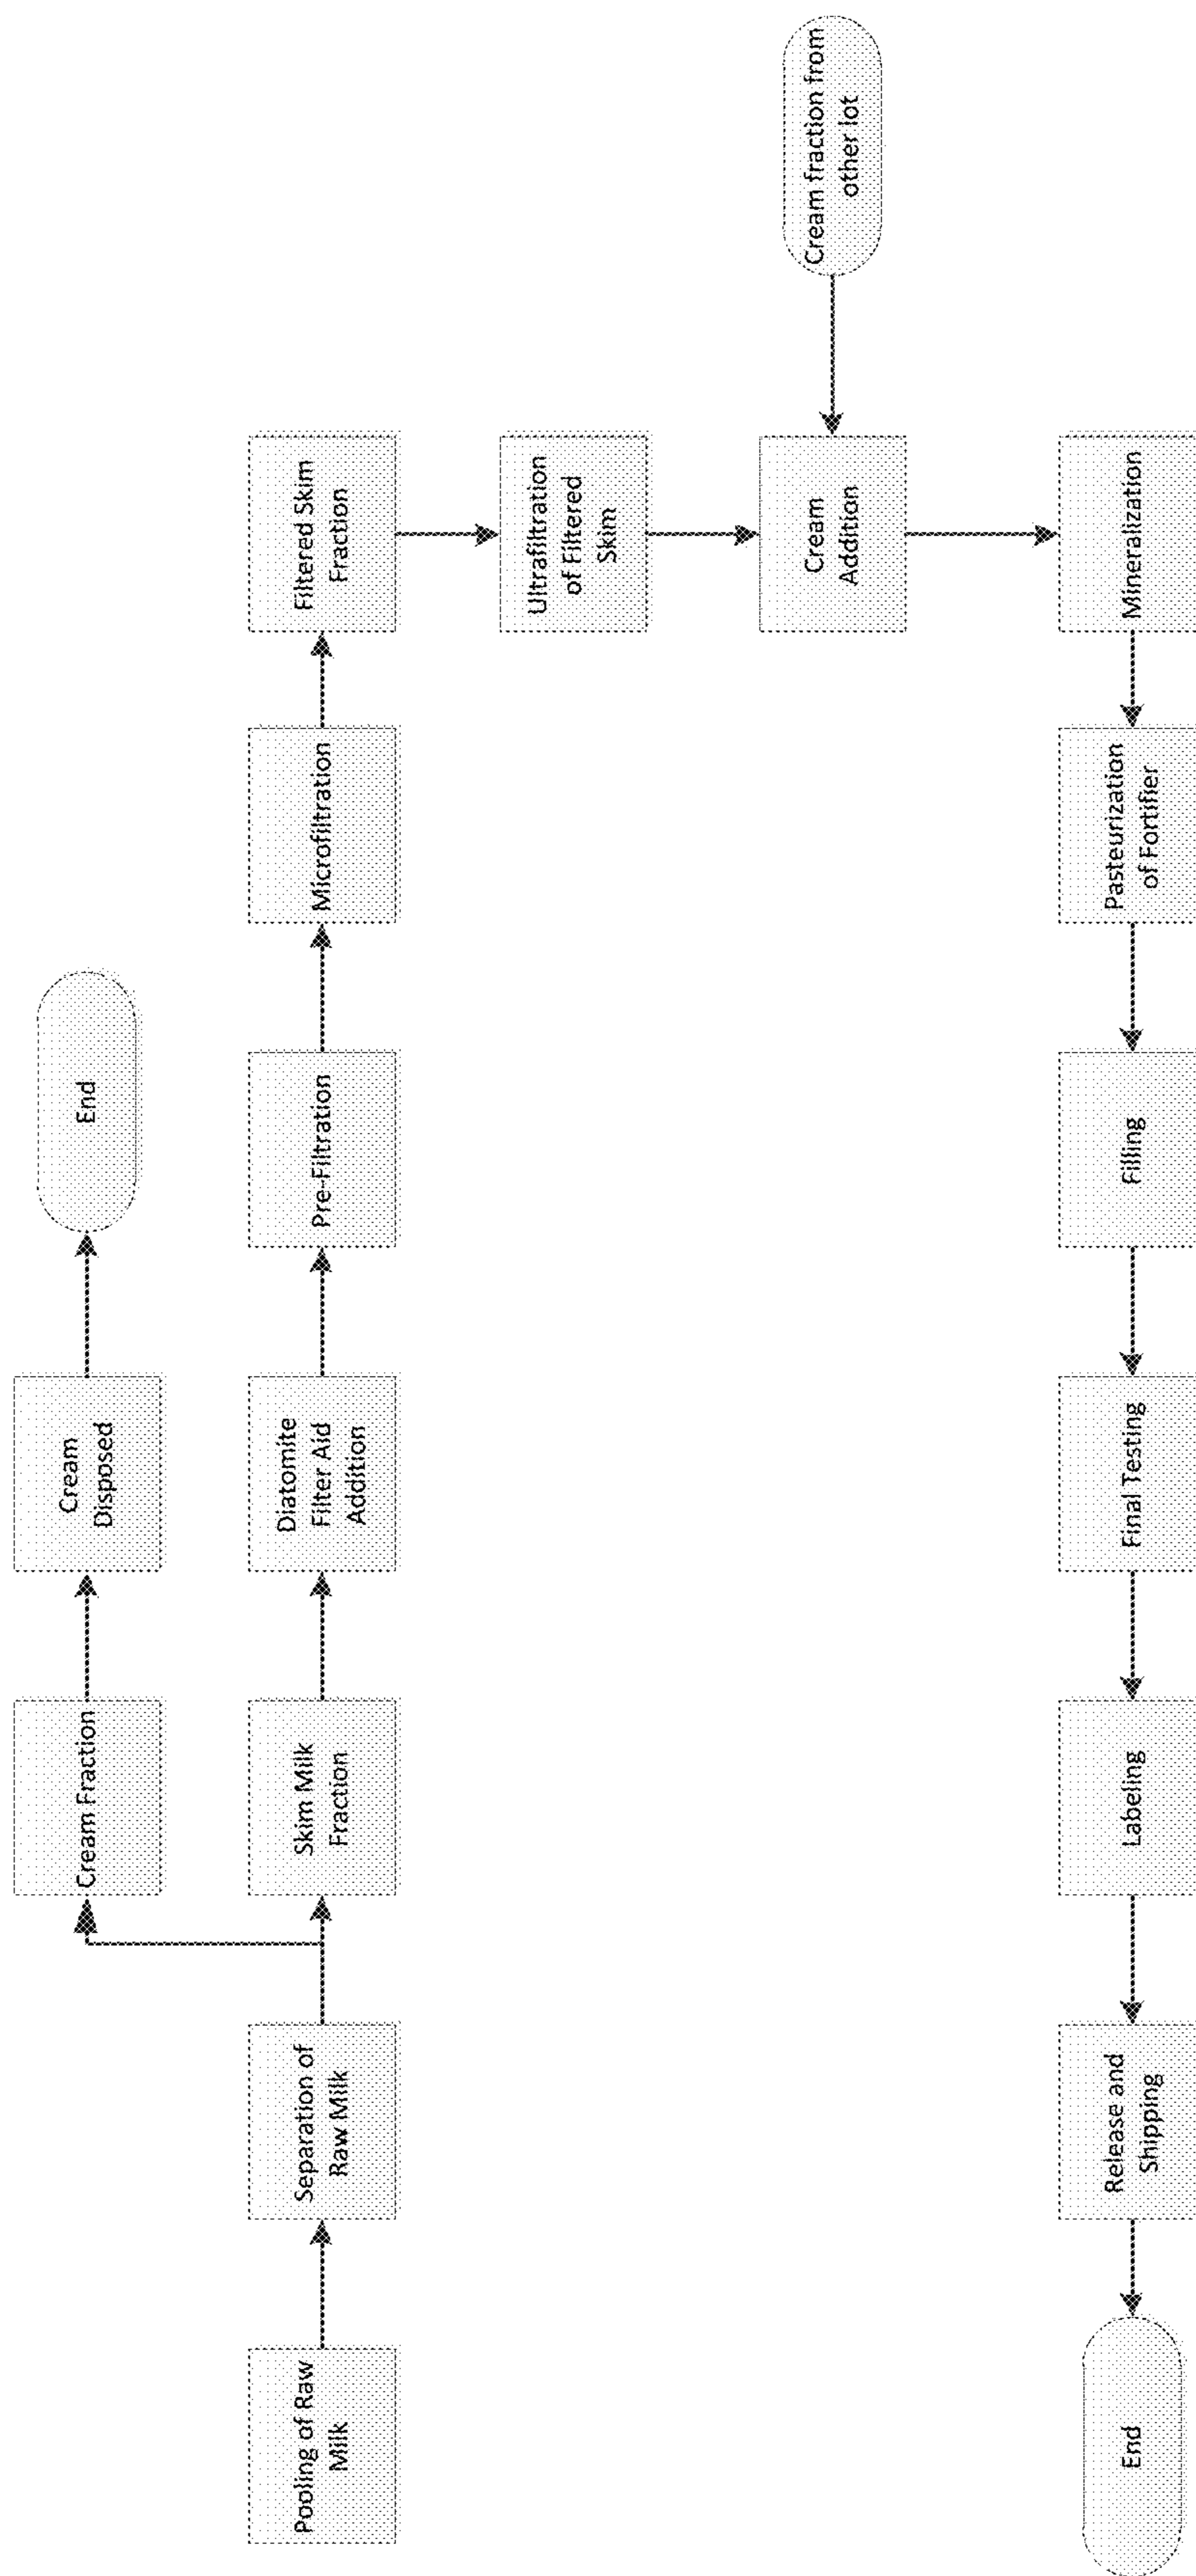 Cream Fraction
Cream
Disposed
End
Pooling of Raw
Milk
Separation of
Raw Milk
Skim Milk
Fraction
Diatomite
Filter Aid
Addition
Pre-Filtration
Microfiltration
Filtered Skim
Fraction
Ultrafiltration
of Filtered
Skim
Cream fraction from
other lot
Cream
Addition
Mineralization
Pasteurization
of Fortifier
Filling
Final Testing
Labeling
Release and
Shipping
End